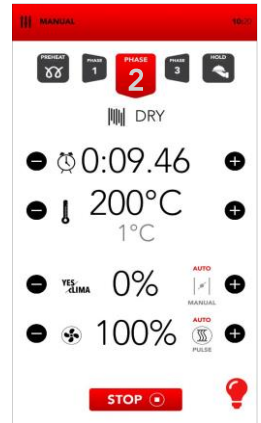 MANUAL 10:20
PREHEAT
PHASE
1
PHASE
2
PHASE
3
HOLD
DRY
0:09.46
200°C
1°C
YES/CLIMA 0% AUTO
MANUAL
100% AUTO
PULSE
STOP